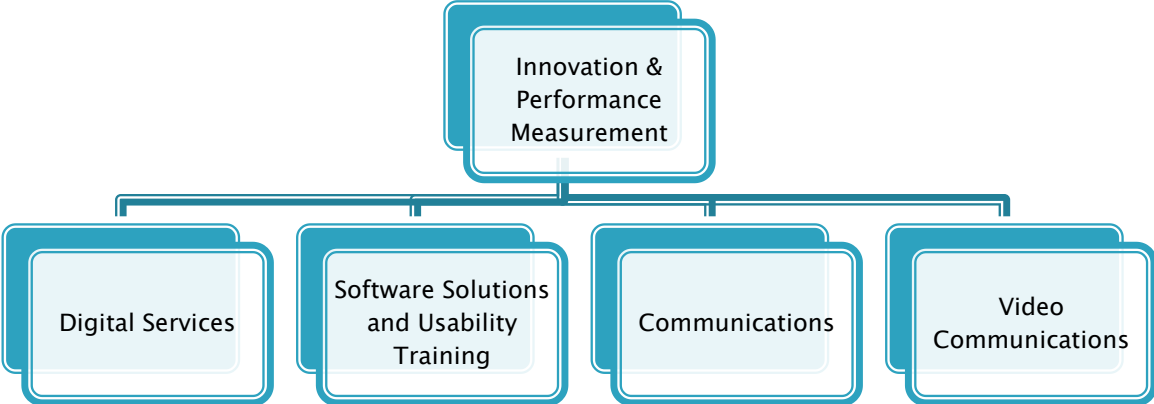 Innovation &
Performance
Measurement
Digital Services
Software Solutions
and Usability
Training
Communications
Video
Communications